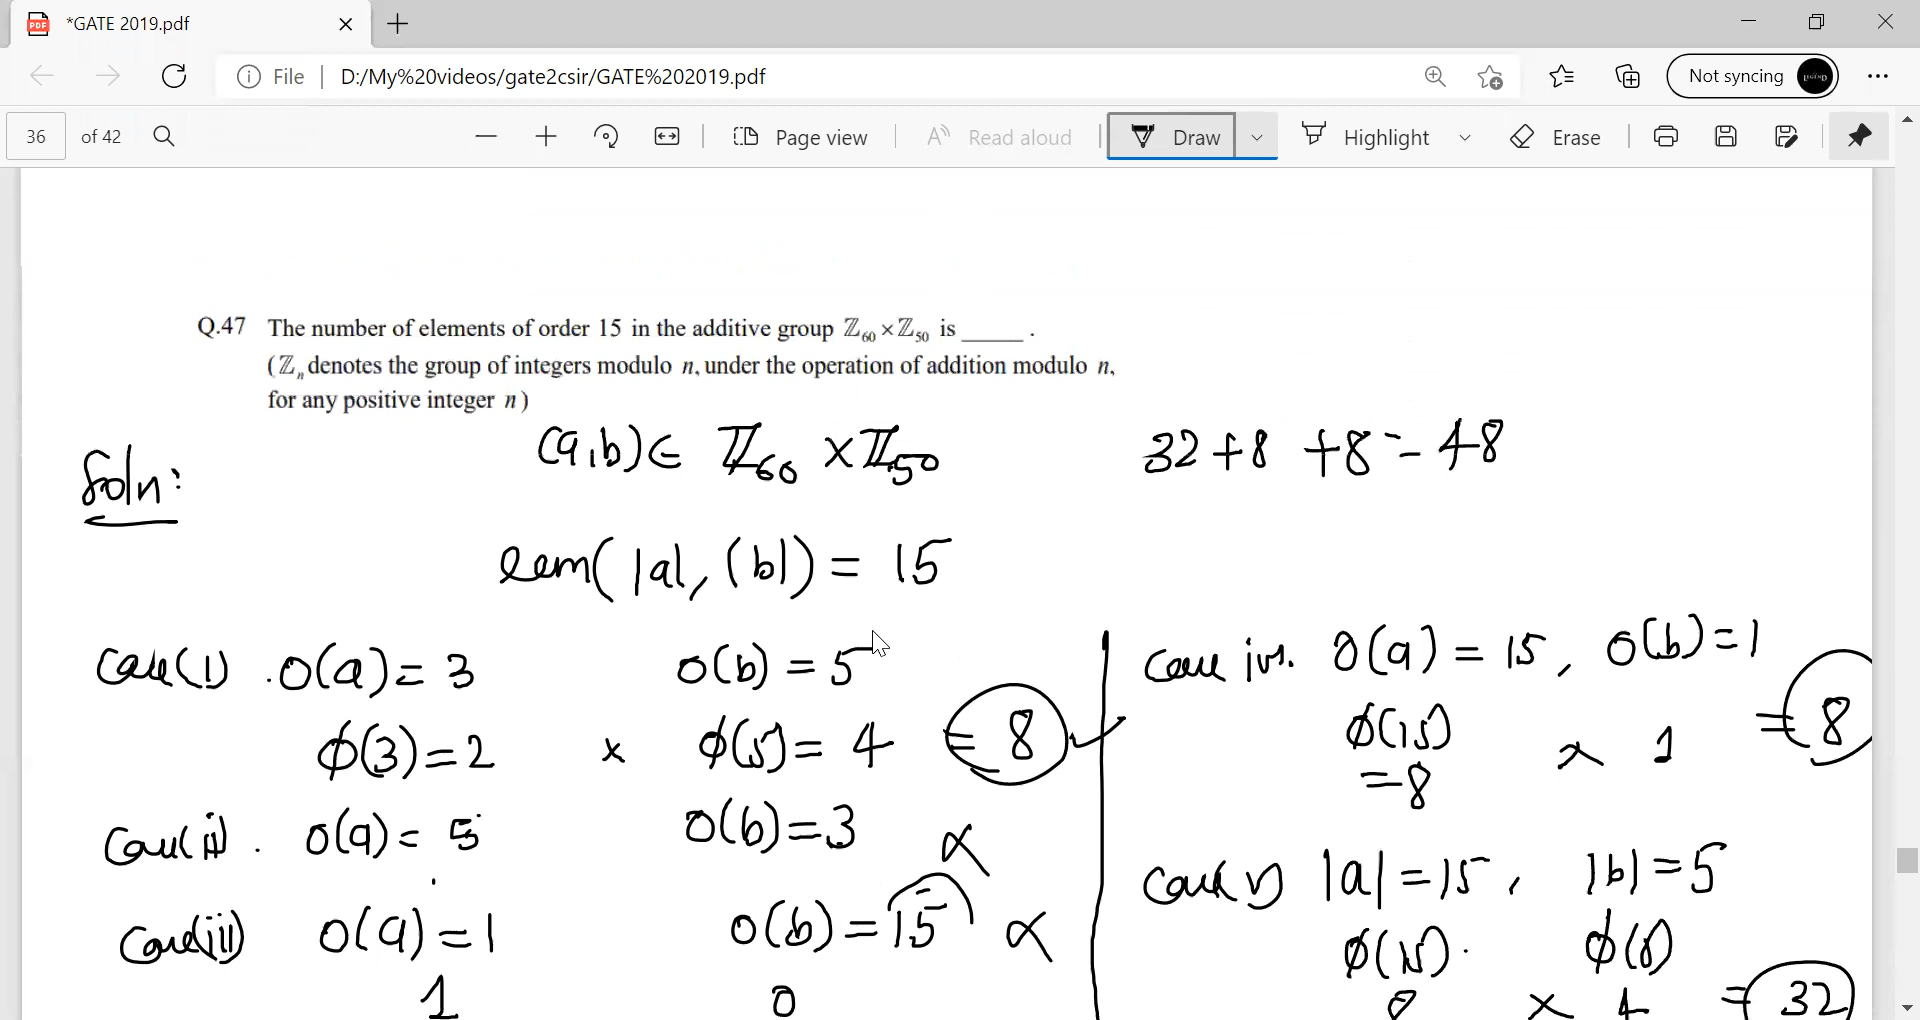 *GATE 2019.pdf
File | D:/My%20videos/gate2csir/GATE%202019.pdf
Not syncing
36 of 42
Page view
Read aloud
Draw
Highlight
Erase
Q.47 The number of elements of order 15 in the additive group ℤ₆₀ × ℤ₅₀ is _____ .
(ℤₙ denotes the group of integers modulo n, under the operation of addition modulo n,
for any positive integer n)
Soln:
(a,b) ∈ ℤ₆₀ × ℤ₅₀
32 + 8 + 8 = 48
lcm(|a|, |b|) = 15
Case(i) . O(a) = 3 O(b) = 5
ϕ(3) = 2 × ϕ(5) = 4 = 8
Case(ii) . O(a) = 5 O(b) = 3 ×
Case(iii) O(a) = 1 O(b) = 15 ×
1 0
Case iv). O(a) = 15, O(b) = 1
ϕ(15) × 1 = 8
= 8
Case v) |a| = 15, |b| = 5
ϕ(15) . ϕ(5)
8 × 4 = 32